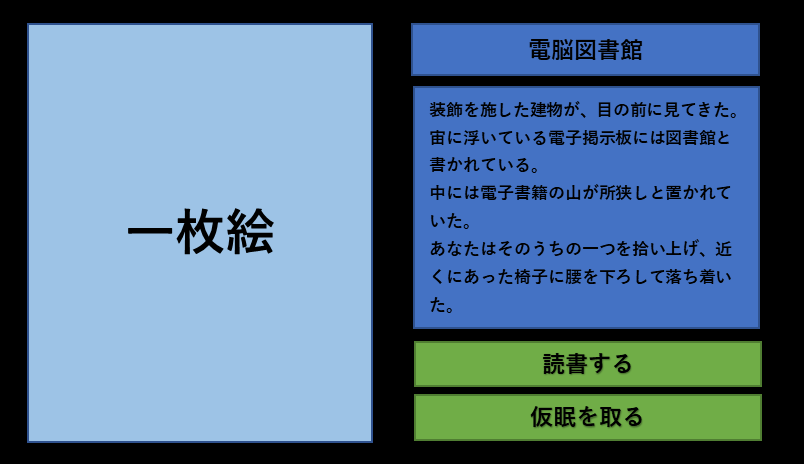 一枚絵
電脳図書館
装飾を施した建物が、目の前に見てきた。
宙に浮いている電子掲示板には図書館と
書かれている。
中には電子書籍の山が所狭しと置かれて
いた。
あなたはそのうちの一つを拾い上げ、近
くにあった椅子に腰を下ろして落ち着い
た。
読書する
仮眠を取る